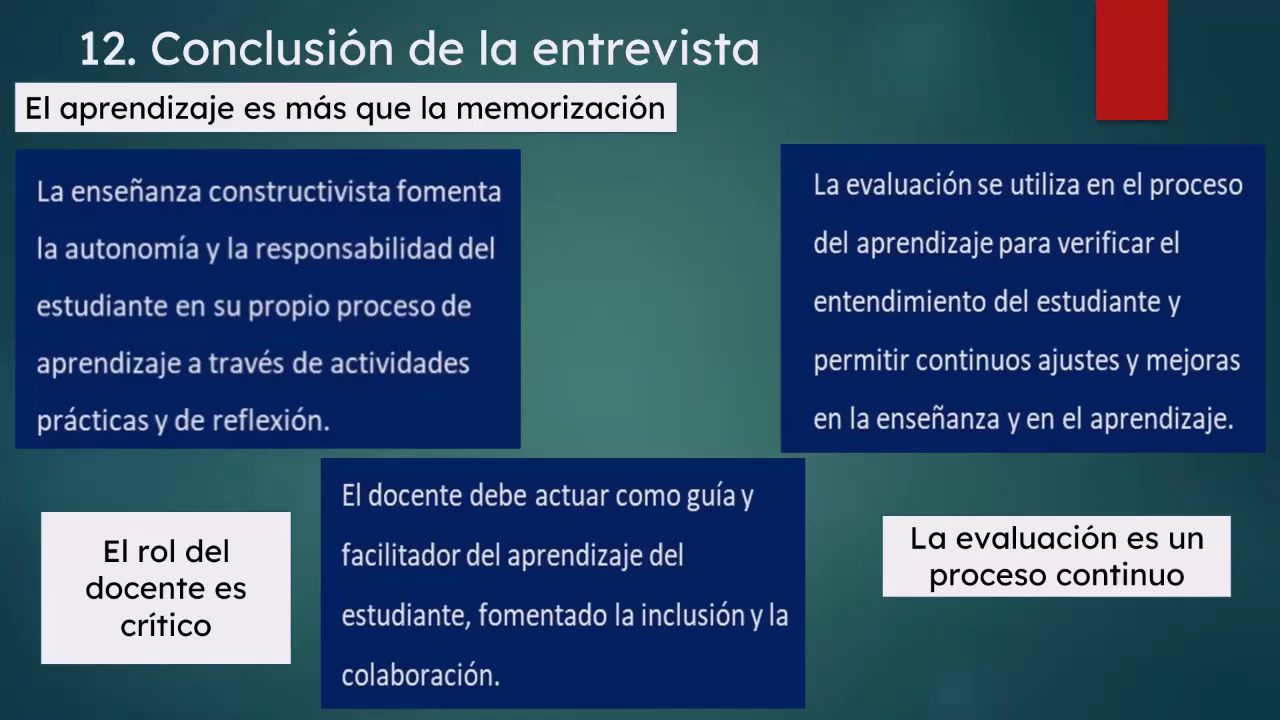 12. Conclusión de la entrevista
El aprendizaje es más que la memorización
La enseñanza constructivista fomenta
la autonomía y la responsabilidad del
estudiante en su propio proceso de
aprendizaje a través de actividades
prácticas y de reflexión.
La evaluación se utiliza en el proceso
del aprendizaje para verificar el
entendimiento del estudiante y
permitir continuos ajustes y mejoras
en la enseñanza y en el aprendizaje.
El rol del
docente es
crítico
El docente debe actuar como guía y
facilitador del aprendizaje del
estudiante, fomentado la inclusión y la
colaboración.
La evaluación es un
proceso continuo